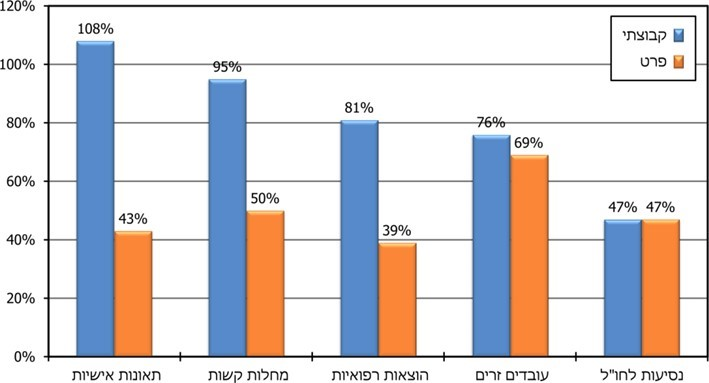 120%
100%
80%
60%
40%
20%
0%
קבוצתי
פרט
108%
43%
95%
50%
81%
39%
76%
69%
47%
47%
תאונות אישיות
מחלות קשות
הוצאות רפואיות
עובדים זרים
נסיעות לחו"ל